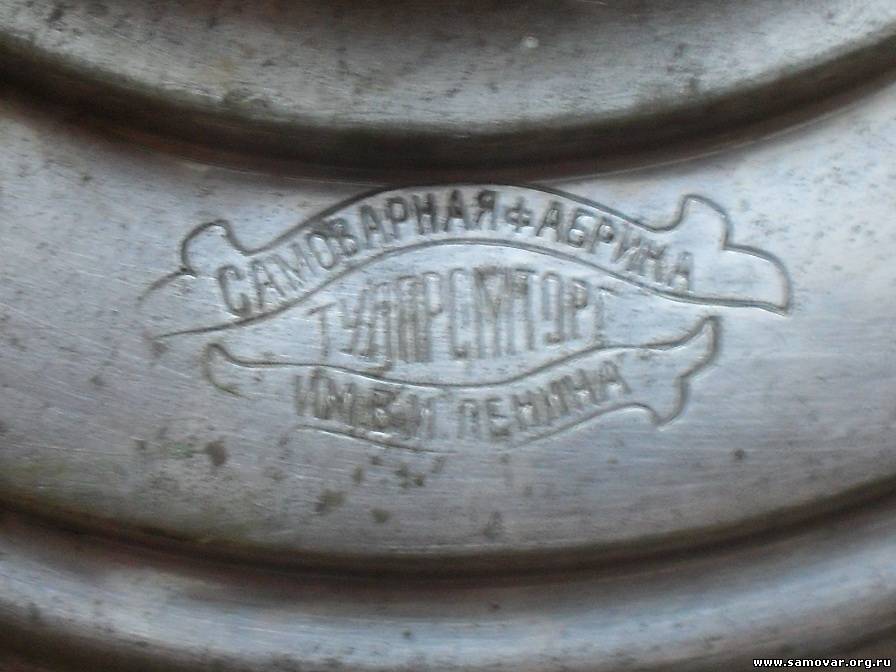 САМОВАРНАЯ ФАБРИКА
ТУЛПРОМТОРГ
ИМ В И ЛЕНИНА
www.samovar.org.ru